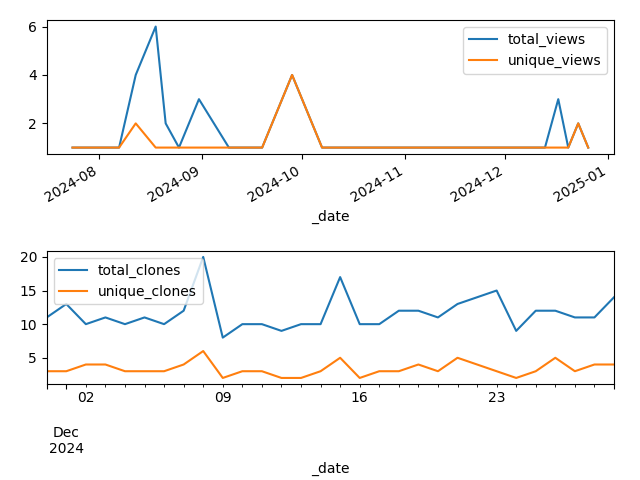 6
4
2
total_views
unique_views
2024-08
2024-09
2024-10
2024-11
2024-12
2025-01
_date
20
15
10
5
total_clones
unique_clones
02
09
16
23
Dec
2024
_date